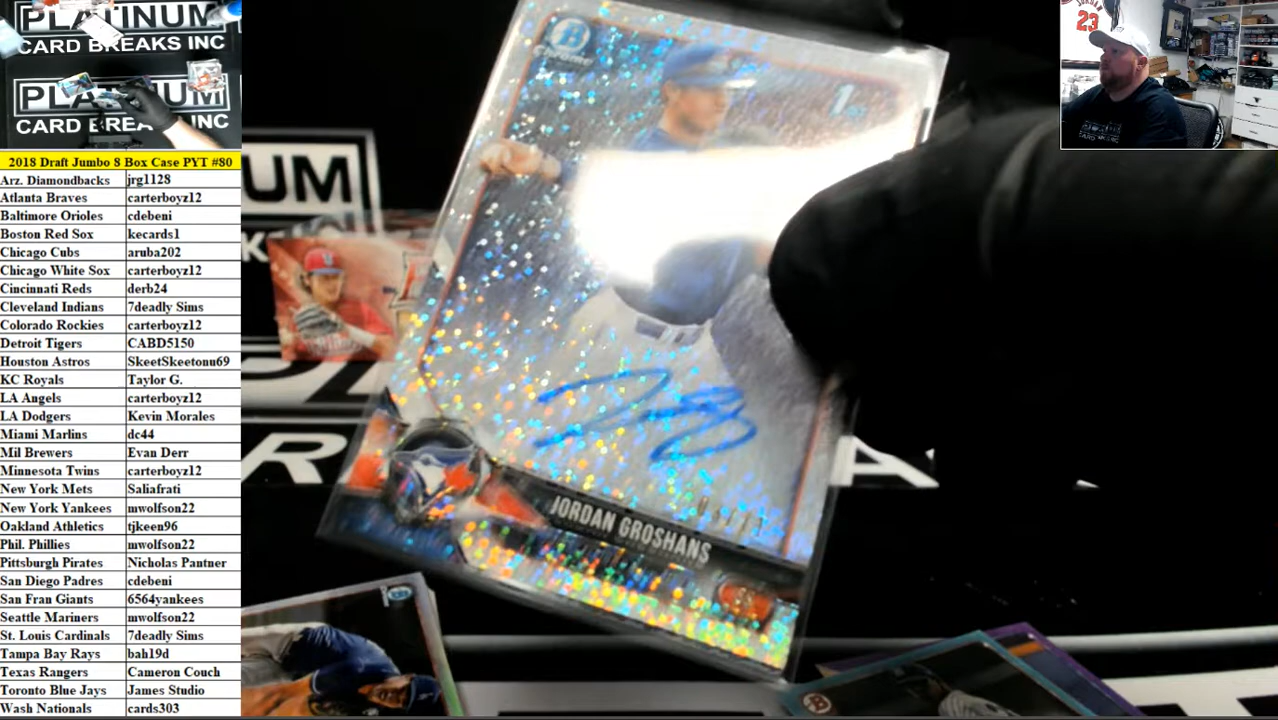 PLATINUM
CARD BREAKS INC
PLATINUM
CARD BREAKS INC
2018 Draft Jumbo 8 Box Case PYT #80
Arz. Diamondbacks jrg1128
Atlanta Braves carterboyz12
Baltimore Orioles cdebeni
Boston Red Sox kecards1
Chicago Cubs aruba202
Chicago White Sox carterboyz12
Cincinnati Reds derb24
Cleveland Indians 7deadly Sims
Colorado Rockies carterboyz12
Detroit Tigers CABD5150
Houston Astros SkeetSkeetonu69
KC Royals Taylor G.
LA Angels carterboyz12
LA Dodgers Kevin Morales
Miami Marlins dc44
Mil Brewers Evan Derr
Minnesota Twins carterboyz12
New York Mets Saliafrati
New York Yankees mwolfson22
Oakland Athletics tjkeen96
Phil. Phillies mwolfson22
Pittsburgh Pirates Nicholas Pantner
San Diego Padres cdebeni
San Fran Giants 6564yankees
Seattle Mariners mwolfson22
St. Louis Cardinals 7deadly Sims
Tampa Bay Rays bah19d
Texas Rangers Cameron Couch
Toronto Blue Jays James Studio
Wash Nationals cards303
B
CHROME
1st
JORDAN GROSHANS
UM
K
R
A
B
JORDAN
23